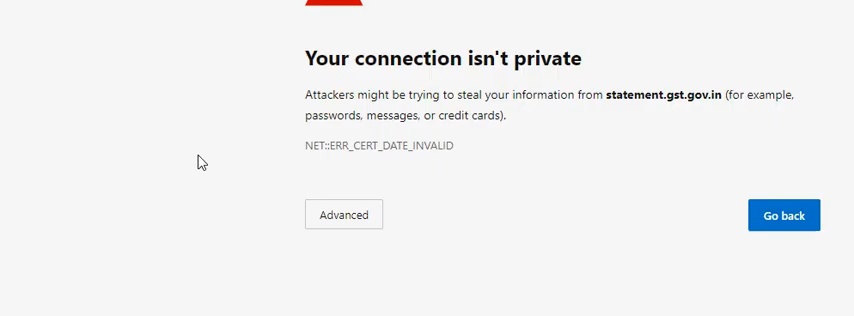 Your connection isn't private
Attackers might be trying to steal your information from statement.gst.gov.in (for example,
passwords, messages, or credit cards).
NET::ERR_CERT_DATE_INVALID
Advanced
Go back